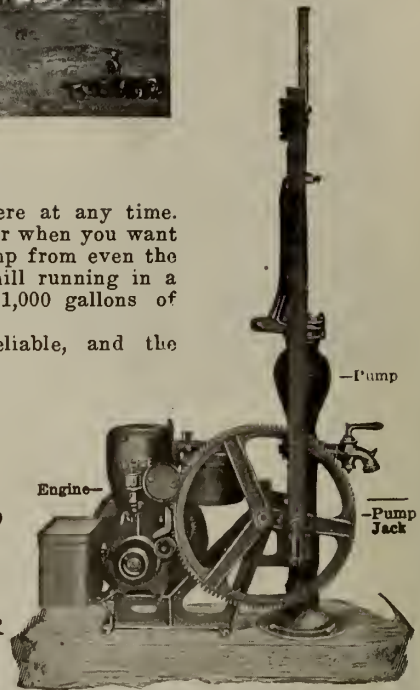 ere at any time.
r when you want
np from even the
nill running in a
1,000 gallons of
eliable, and the
—Pump
Engine—
—Pump
Jack